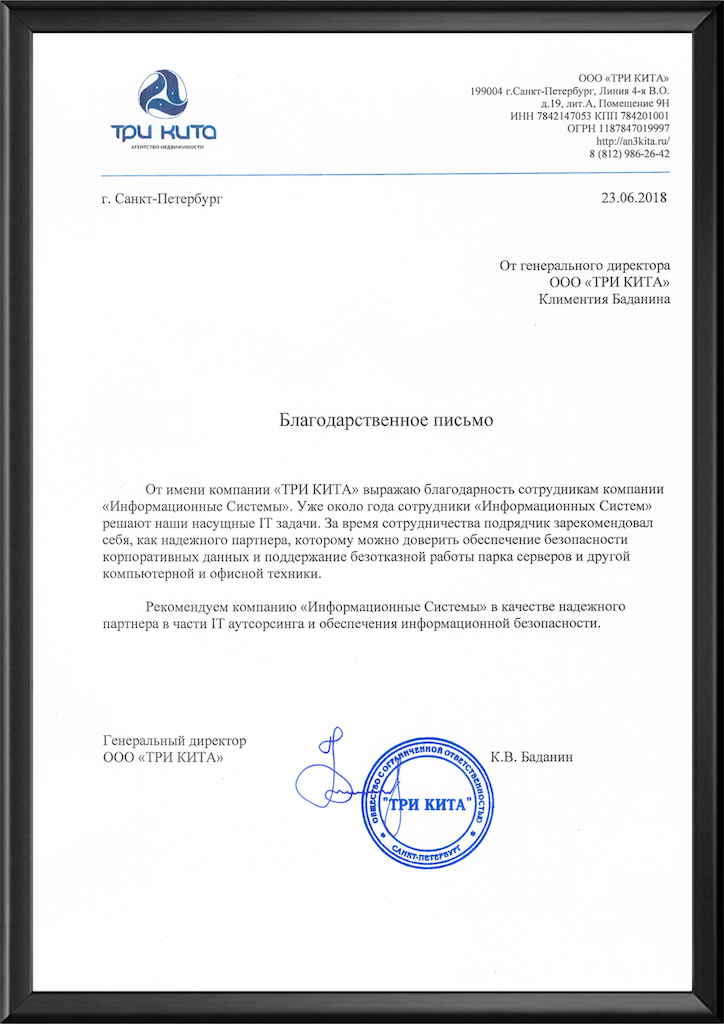 ТРИ КИТА
АГЕНТСТВО НЕДВИЖИМОСТИ
ООО «ТРИ КИТА»
199004 г.Санкт-Петербург, Линия 4-я В.О.
д.19, лит.А, Помещение 9Н
ИНН 7842147053 КПП 784201001
ОГРН 1187847019997
http://an3kita.ru/
8 (812) 986-26-42
г. Санкт-Петербург
23.06.2018
От генерального директора
ООО «ТРИ КИТА»
Климентия Баданина
Благодарственное письмо
От имени компании «ТРИ КИТА» выражаю благодарность сотрудникам компании
«Информационные Системы». Уже около года сотрудники «Информационных Систем»
решают наши насущные IT задачи. За время сотрудничества подрядчик зарекомендовал
себя, как надежного партнера, которому можно доверить обеспечение безопасности
корпоративных данных и поддержание безотказной работы парка серверов и другой
компьютерной и офисной техники.
Рекомендуем компанию «Информационные Системы» в качестве надежного
партнера в части IT аутсорсинга и обеспечения информационной безопасности.
Генеральный директор
ООО «ТРИ КИТА»
К.В. Баданин
ОБЩЕСТВО С ОГРАНИЧЕННОЙ ОТВЕТСТВЕННОСТЬЮ
"ТРИ КИТА"
САНКТ-ПЕТЕРБУРГ